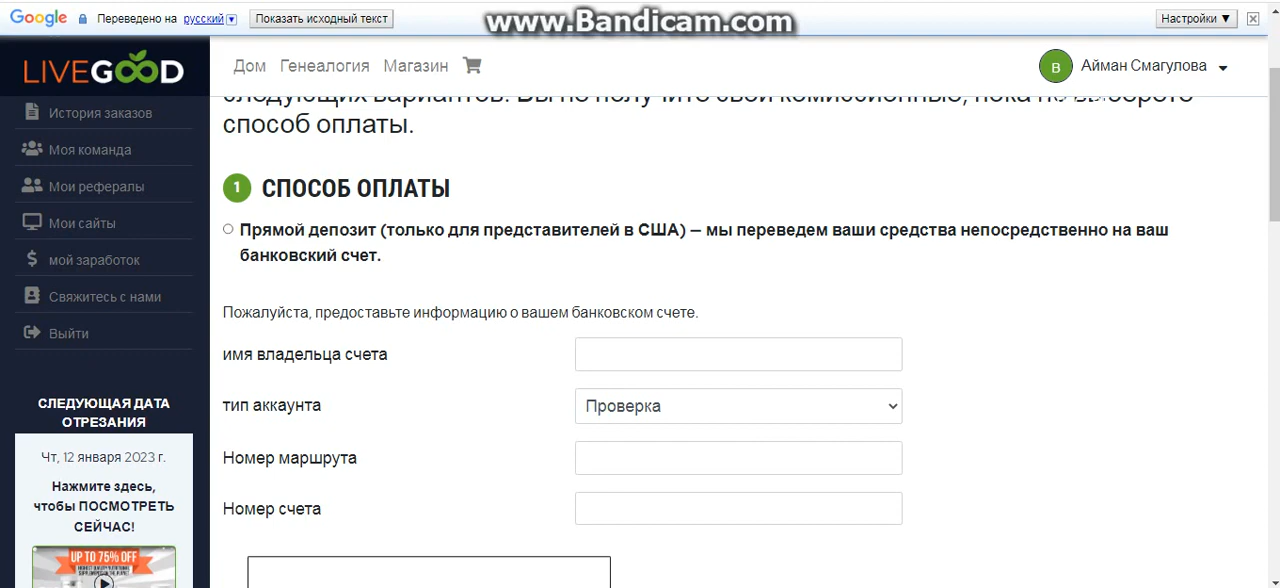 Google Переведено на русский Показать исходный текст
www.Bandicam.com
Настройки
LIVEGOOD
Дом Генеалогия Магазин
B Айман Смагулова
История заказов
Моя команда
Мои рефералы
Мои сайты
мой заработок
Свяжитесь с нами
Выйти
СЛЕДУЮЩАЯ ДАТА
ОТРЕЗАНИЯ
Чт, 12 января 2023 г.
Нажмите здесь,
чтобы ПОСМОТРЕТЬ
СЕЙЧАС!
UP TO 75% OFF
способ оплаты.
1 СПОСОБ ОПЛАТЫ
Прямой депозит (только для представителей в США) – мы переведем ваши средства непосредственно на ваш
банковский счет.
Пожалуйста, предоставьте информацию о вашем банковском счете.
имя владельца счета
тип аккаунта Проверка
Номер маршрута
Номер счета